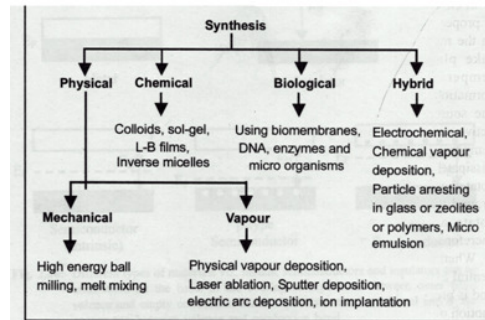 Synthesis
Physical
Chemical
Biological
Hybrid
Colloids, sol-gel,
L-B films,
Inverse micelles
Using biomembranes,
DNA, enzymes and
micro organisms
Electrochemical,
Chemical vapour
deposition,
Particle arresting
in glass or zeolites
or polymers, Micro
emulsion
Mechanical
Vapour
High energy ball
milling, melt mixing
Physical vapour deposition,
Laser ablation, Sputter deposition,
electric arc deposition, ion implantation